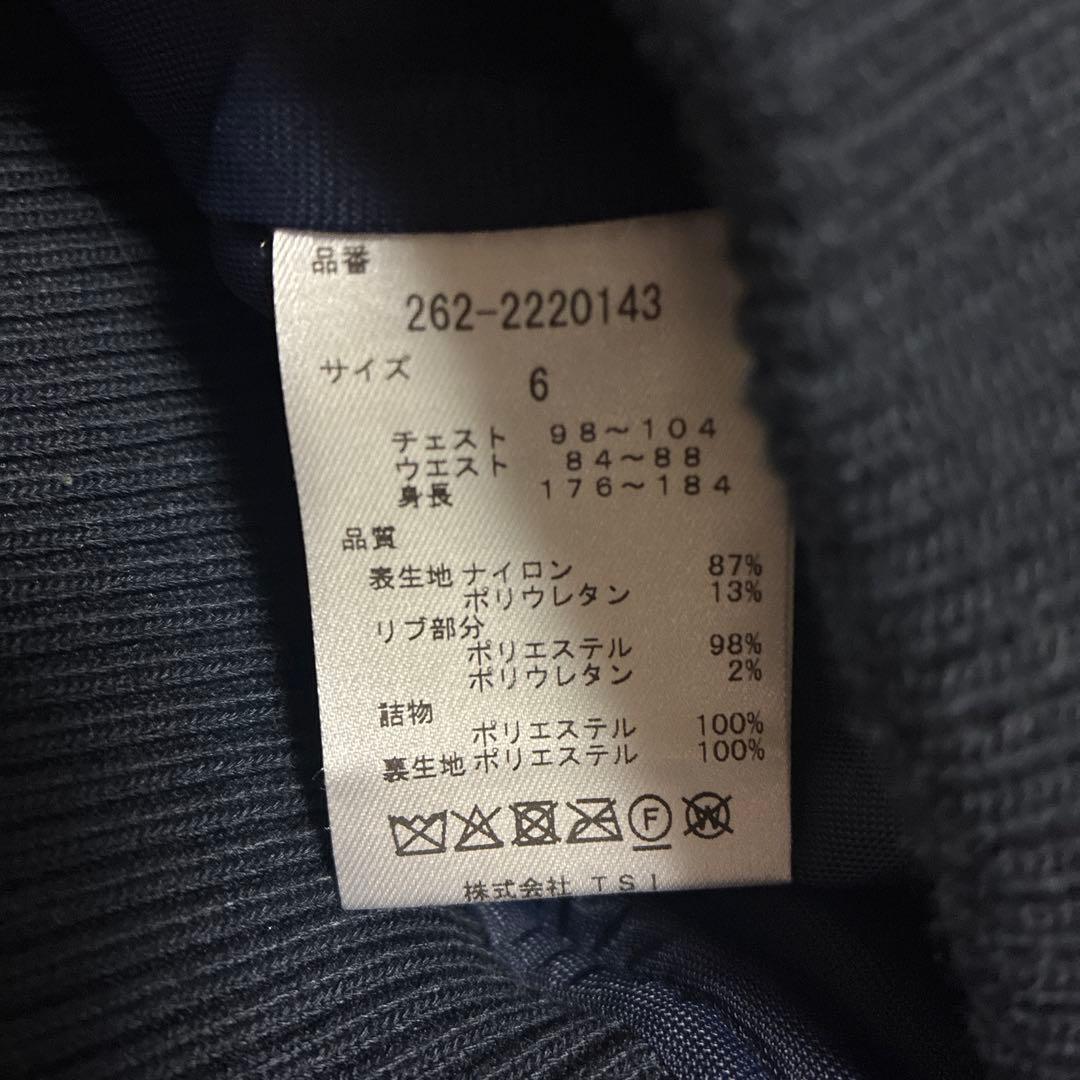 品番
262-2220143
サイズ 6
チェスト 98～104
ウエスト 84～88
身長 176～184
品質
表生地 ナイロン 87%
ポリウレタン 13%
リブ部分
ポリエステル 98%
ポリウレタン 2%
詰物
ポリエステル 100%
裏生地 ポリエステル 100%
F W
株式会社 TSI